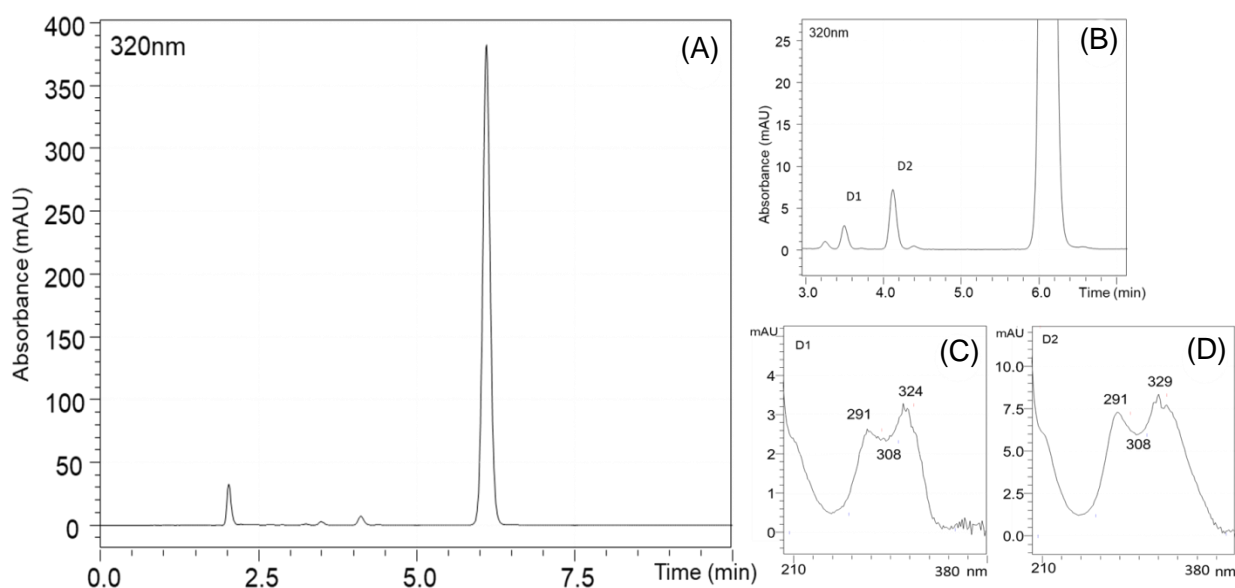 320nm
(A)
Absorbance (mAU)
400
350
300
250
200
150
100
50
0
0.0 2.5 5.0 7.5 Time (min)
320nm
(B)
Absorbance (mAU)
25
20
15
10
5
0
D1
D2
3.0 4.0 5.0 6.0 Time (min)
mAU
D1
(C)
4
3
2
1
0
291
308
324
210 380 nm
mAU
D2
(D)
10.0
7.5
5.0
2.5
0.0
291
308
329
210 380 nm